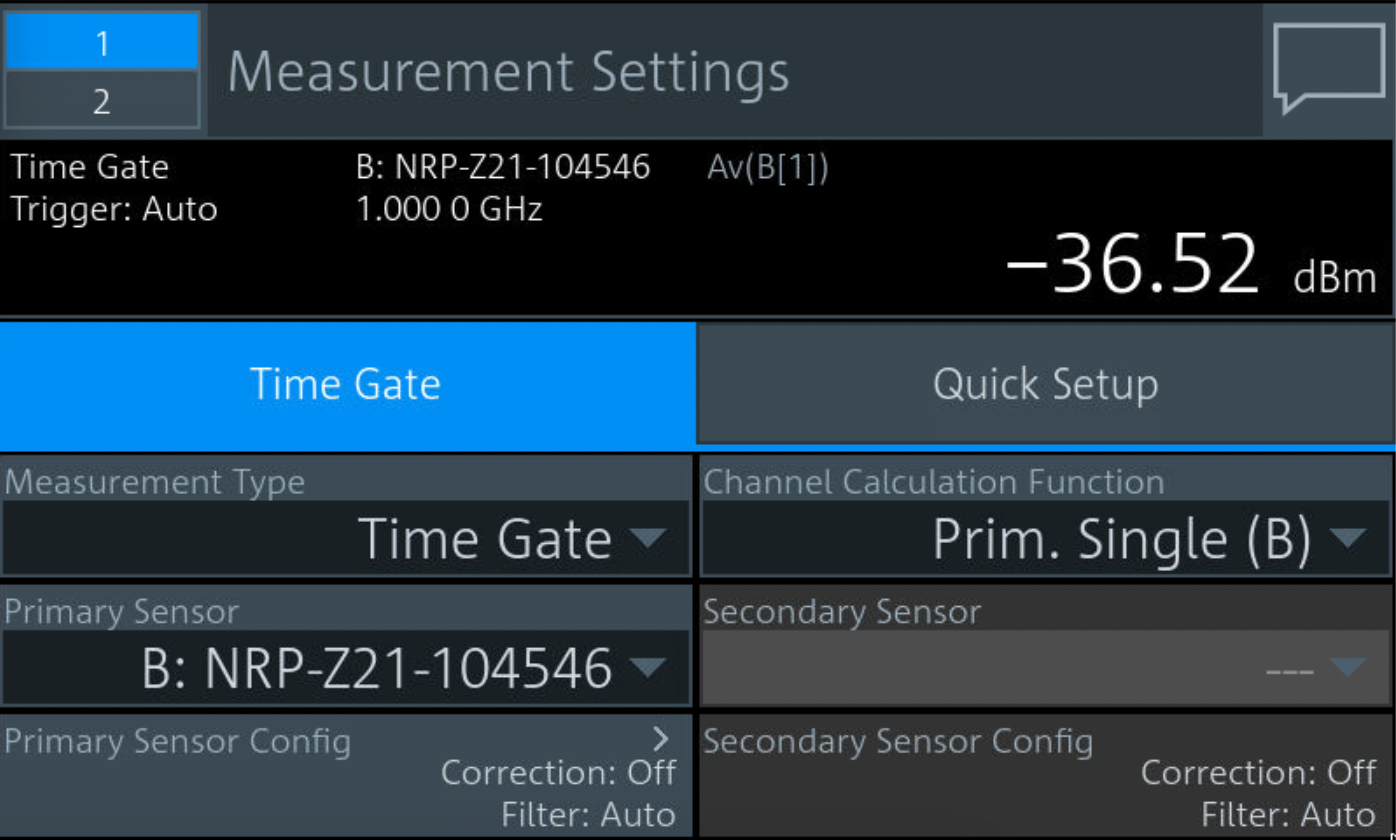 1
2
Measurement Settings
Time Gate B: NRP-Z21-104546 Av(B[1])
Trigger: Auto 1.000 0 GHz
−36.52 dBm
Time Gate Quick Setup
Measurement Type Channel Calculation Function
Time Gate Prim. Single (B)
Primary Sensor Secondary Sensor
B: NRP-Z21-104546 ---
Primary Sensor Config > Secondary Sensor Config
Correction: Off Correction: Off
Filter: Auto Filter: Auto